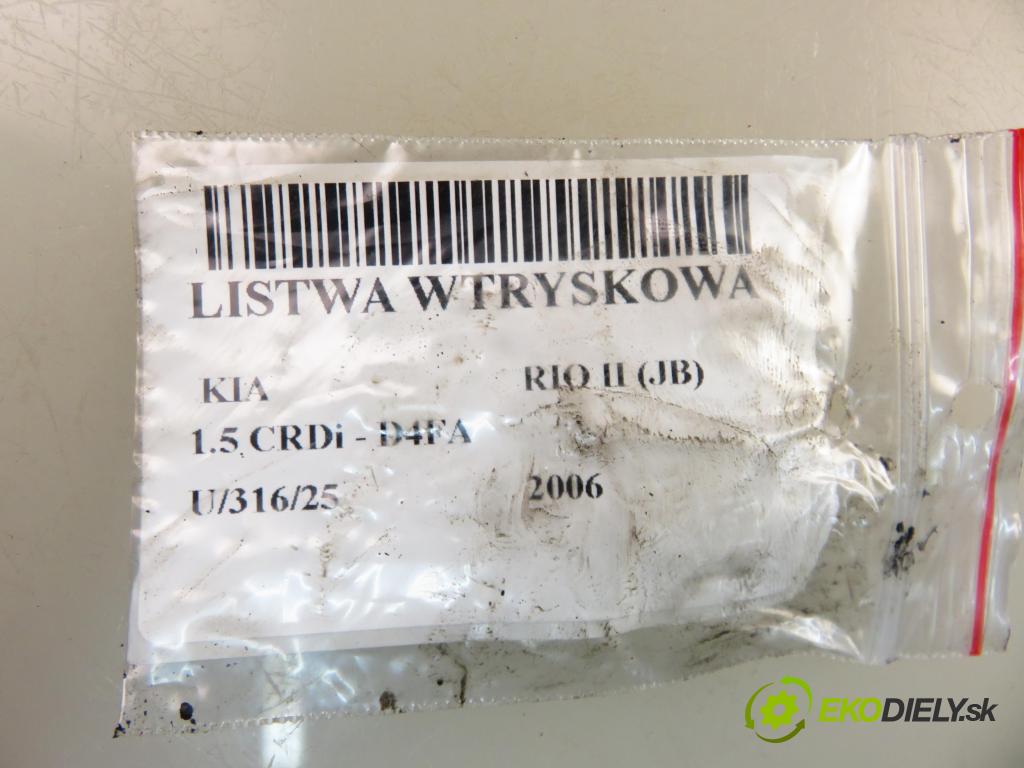 LISTWA WTRYSKOWA
KIA RIO II (JB)
1.5 CRDi - D4FA
U/316/25 2006
EKODIELY.sk